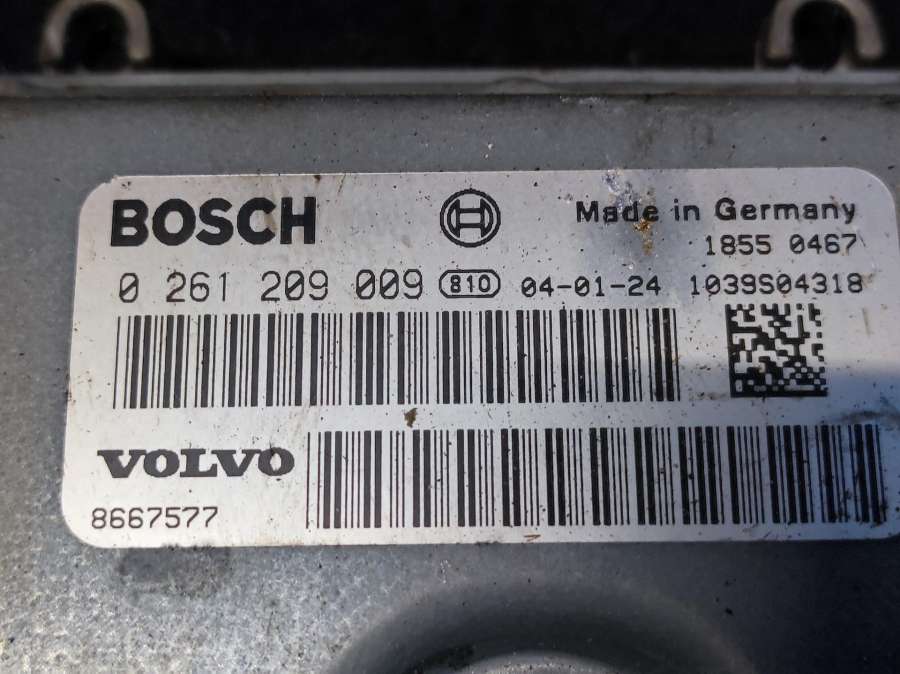 BOSCH Made in Germany
1855 0467
0 261 209 009 810 04-01-24 1039S04318
VOLVO
8667577